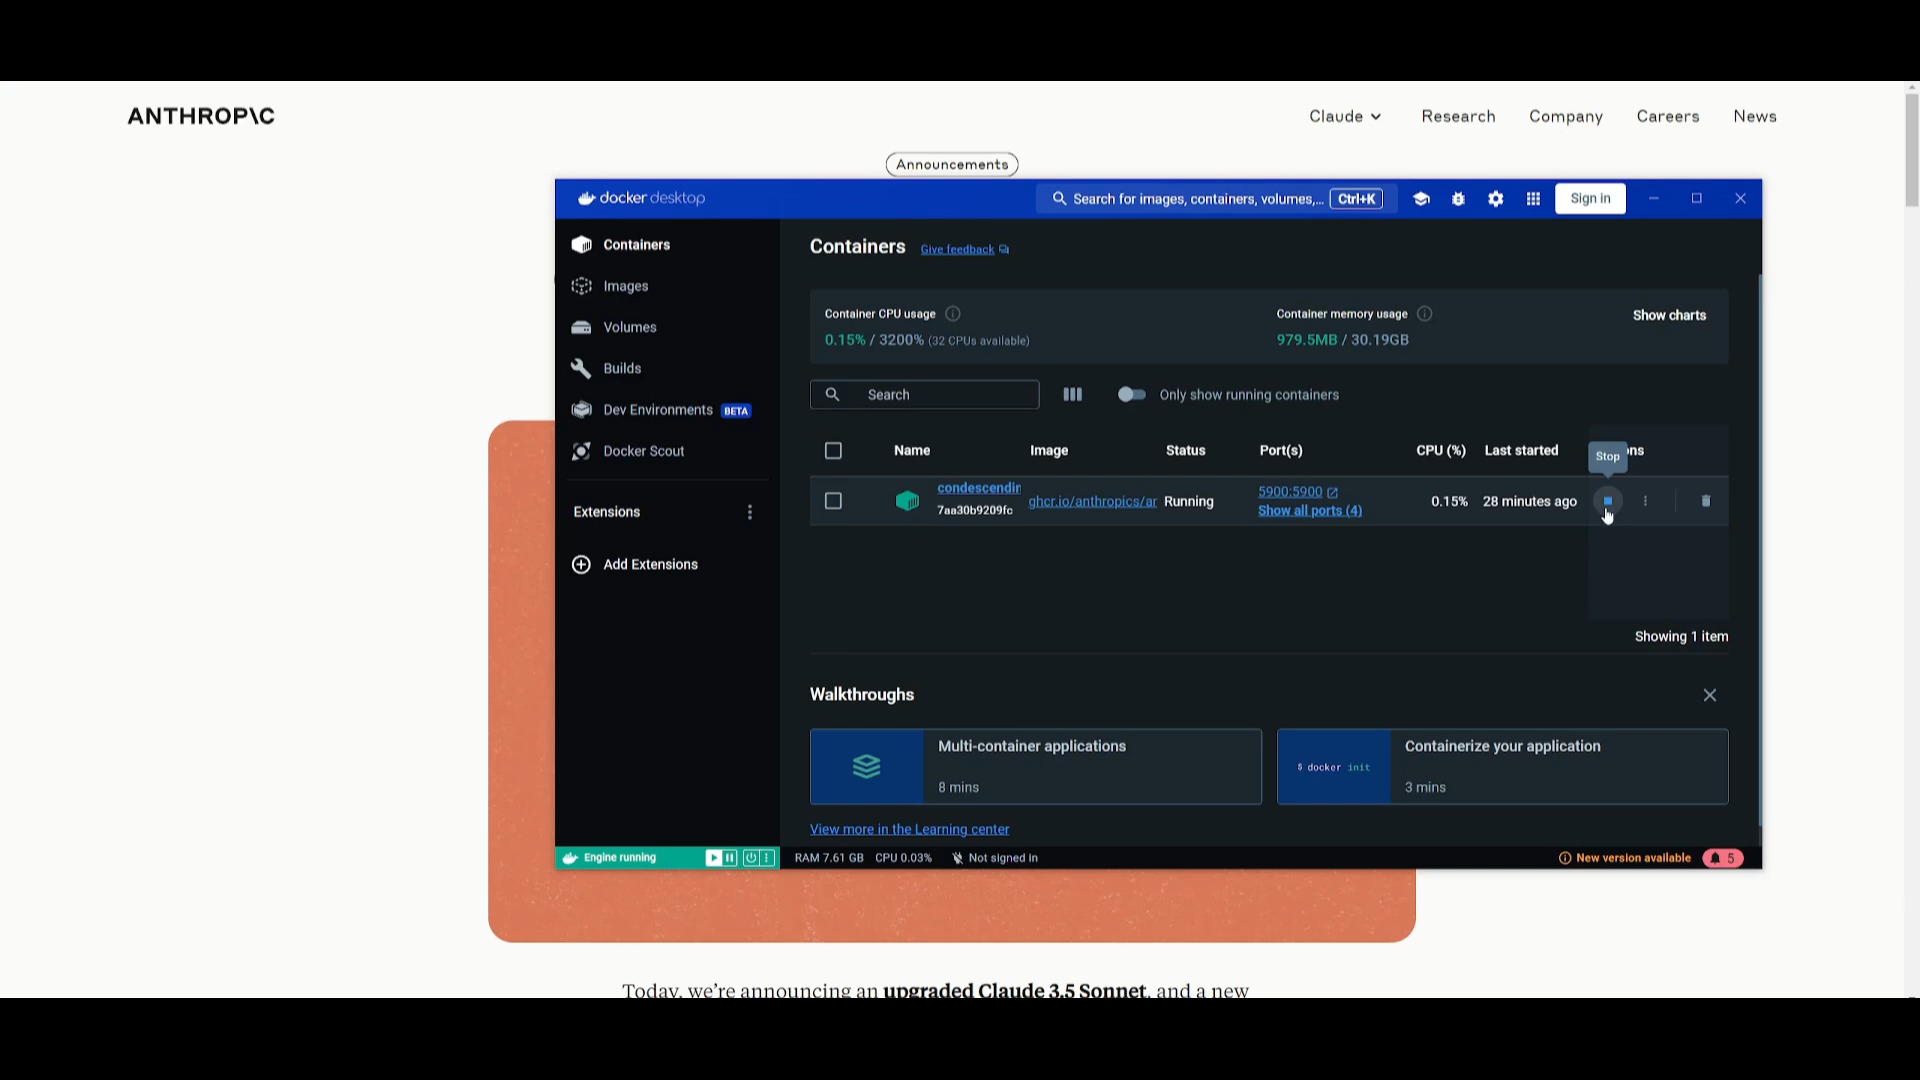 ANTHROP\C
Claude
Research
Company
Careers
News
Announcements
docker desktop
Search for images, containers, volumes,...
Ctrl+K
Sign in
Containers
Images
Volumes
Builds
Dev Environments BETA
Docker Scout
Extensions
Add Extensions
Containers
Give feedback
Container CPU usage
0.15% / 3200% (32 CPUs available)
Container memory usage
979.5MB / 30.19GB
Show charts
Search
Only show running containers
Name
Image
Status
Port(s)
CPU (%)
Last started
Stop
ns
condescendin
7aa30b9209fc
ghcr.io/anthropics/an
Running
5900:5900
Show all ports (4)
0.15%
28 minutes ago
Showing 1 item
Walkthroughs
Multi-container applications
8 mins
$ docker init
Containerize your application
3 mins
View more in the Learning center
Engine running
RAM 7.61 GB CPU 0.03%
Not signed in
New version available
5
Today, we're announcing an upgraded Claude 3.5 Sonnet, and a new